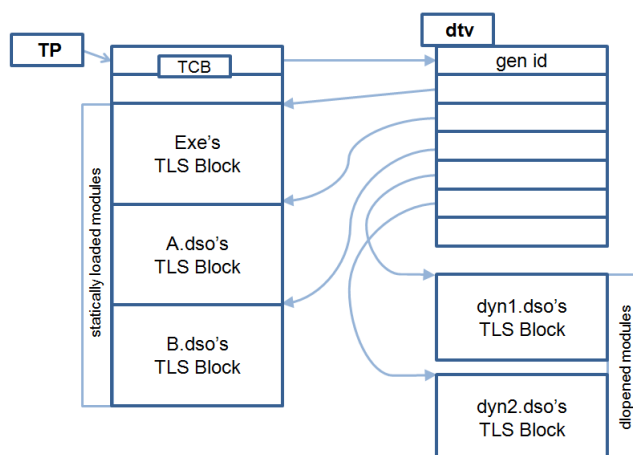 TP
TCB
dtv
gen id
statically loaded modules
Exe's
TLS Block
A.dso's
TLS Block
B.dso's
TLS Block
dyn1.dso's
TLS Block
dyn2.dso's
TLS Block
dlopened modules